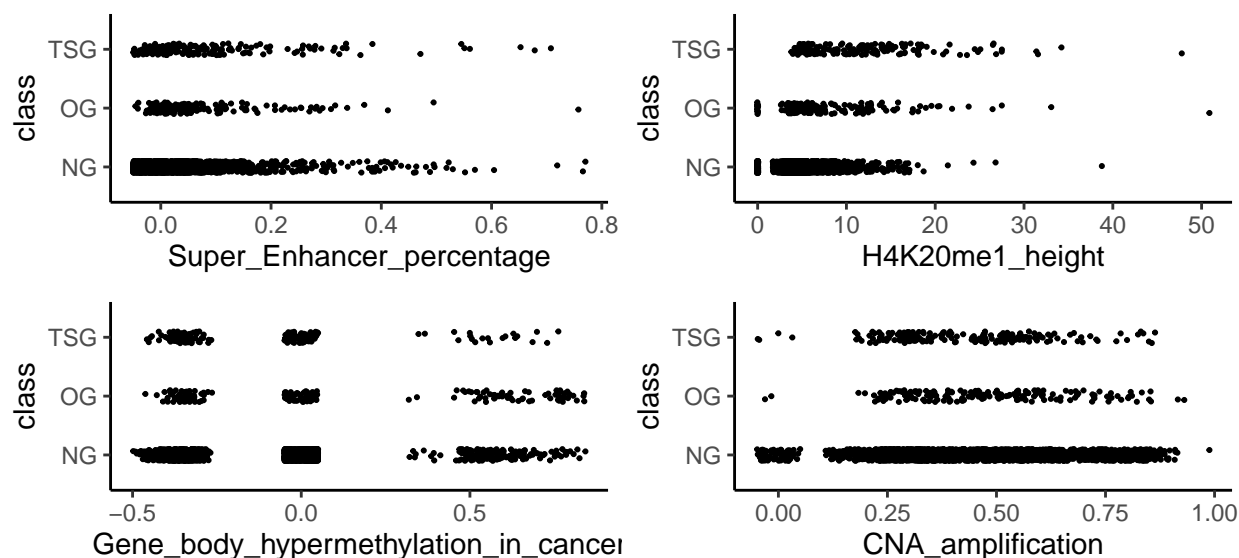 TSG
OG
NG
class
0.0 0.2 0.4 0.6 0.8
Super_Enhancer_percentage
TSG
OG
NG
class
0 10 20 30 40 50
H4K20me1_height
TSG
OG
NG
class
−0.5 0.0 0.5
Gene_body_hypermethylation_in_cancer
TSG
OG
NG
class
0.00 0.25 0.50 0.75 1.00
CNA_amplification